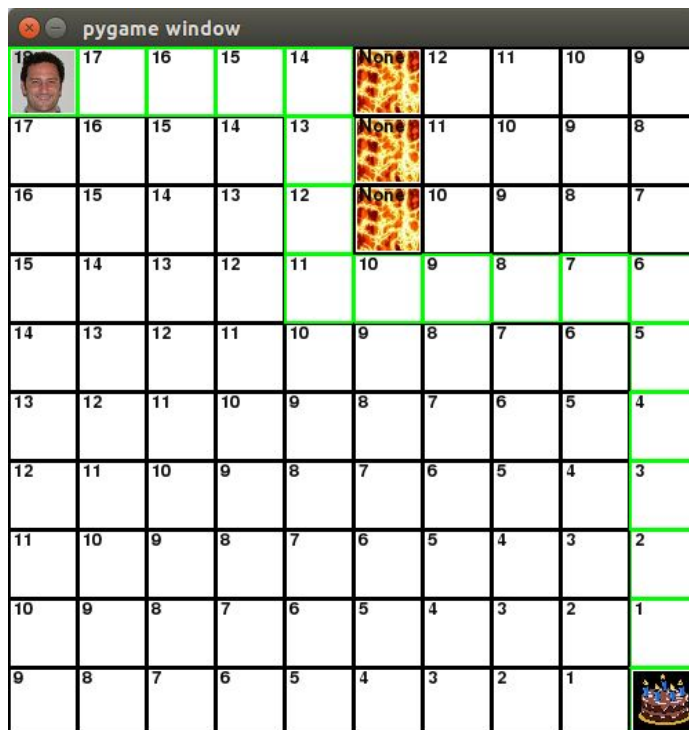 pygame window
18 17 16 15 14 None 12 11 10 9
17 16 15 14 13 None 11 10 9 8
16 15 14 13 12 None 10 9 8 7
15 14 13 12 11 10 9 8 7 6
14 13 12 11 10 9 8 7 6 5
13 12 11 10 9 8 7 6 5 4
12 11 10 9 8 7 6 5 4 3
11 10 9 8 7 6 5 4 3 2
10 9 8 7 6 5 4 3 2 1
9 8 7 6 5 4 3 2 1